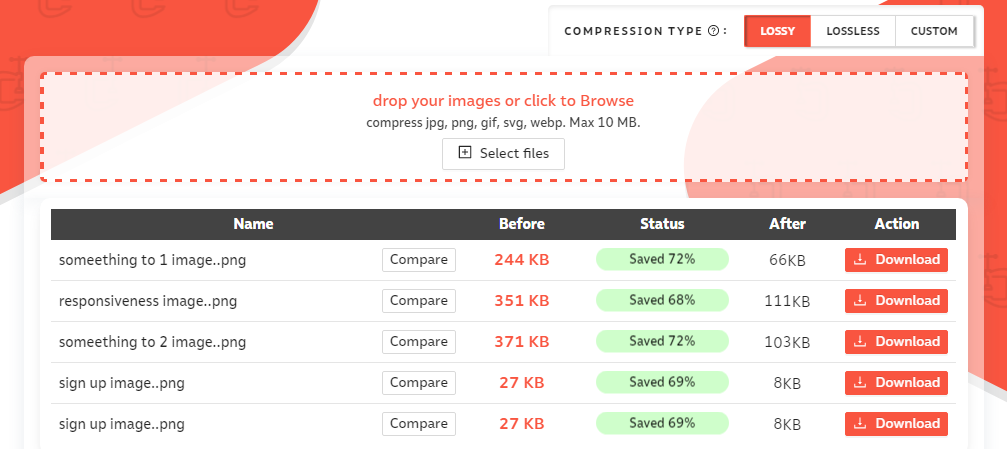 COMPRESSION TYPE ? : LOSSY LOSSLESS CUSTOM
drop your images or click to Browse
compress jpg, png, gif, svg, webp. Max 10 MB.
Select files
Name Before Status After Action
someething to 1 image..png Compare 244 KB Saved 72% 66KB Download
responsiveness image..png Compare 351 KB Saved 68% 111KB Download
someething to 2 image..png Compare 371 KB Saved 72% 103KB Download
sign up image..png Compare 27 KB Saved 69% 8KB Download
sign up image..png Compare 27 KB Saved 69% 8KB Download